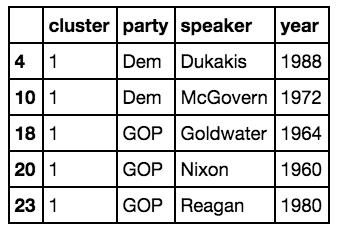 cluster party speaker year
4 1 Dem Dukakis 1988
10 1 Dem McGovern 1972
18 1 GOP Goldwater 1964
20 1 GOP Nixon 1960
23 1 GOP Reagan 1980